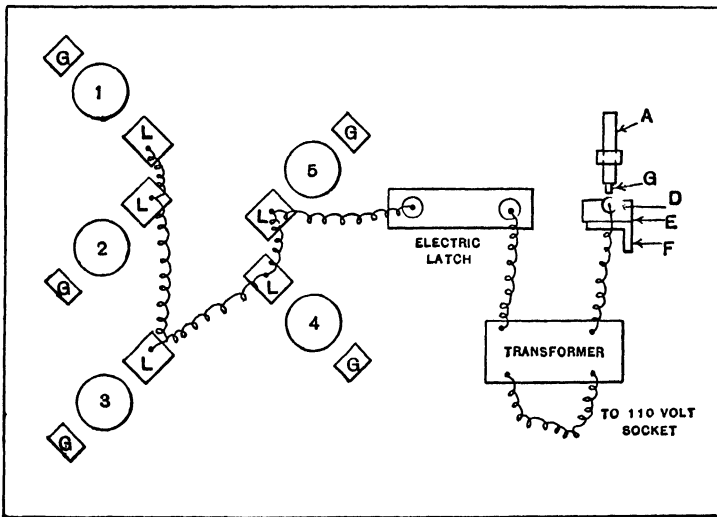 G
1
L
L
2
G
L
3
G
G
5
L
L
4
G
ELECTRIC
LATCH
A
G
D
E
F
TRANSFORMER
TO 110 VOLT
SOCKET